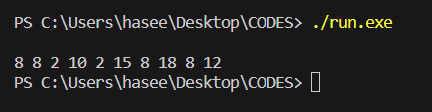 PS C:\Users\hasee\Desktop\CODES> ./run.exe
8 8 2 10 2 15 8 18 8 12
PS C:\Users\hasee\Desktop\CODES>